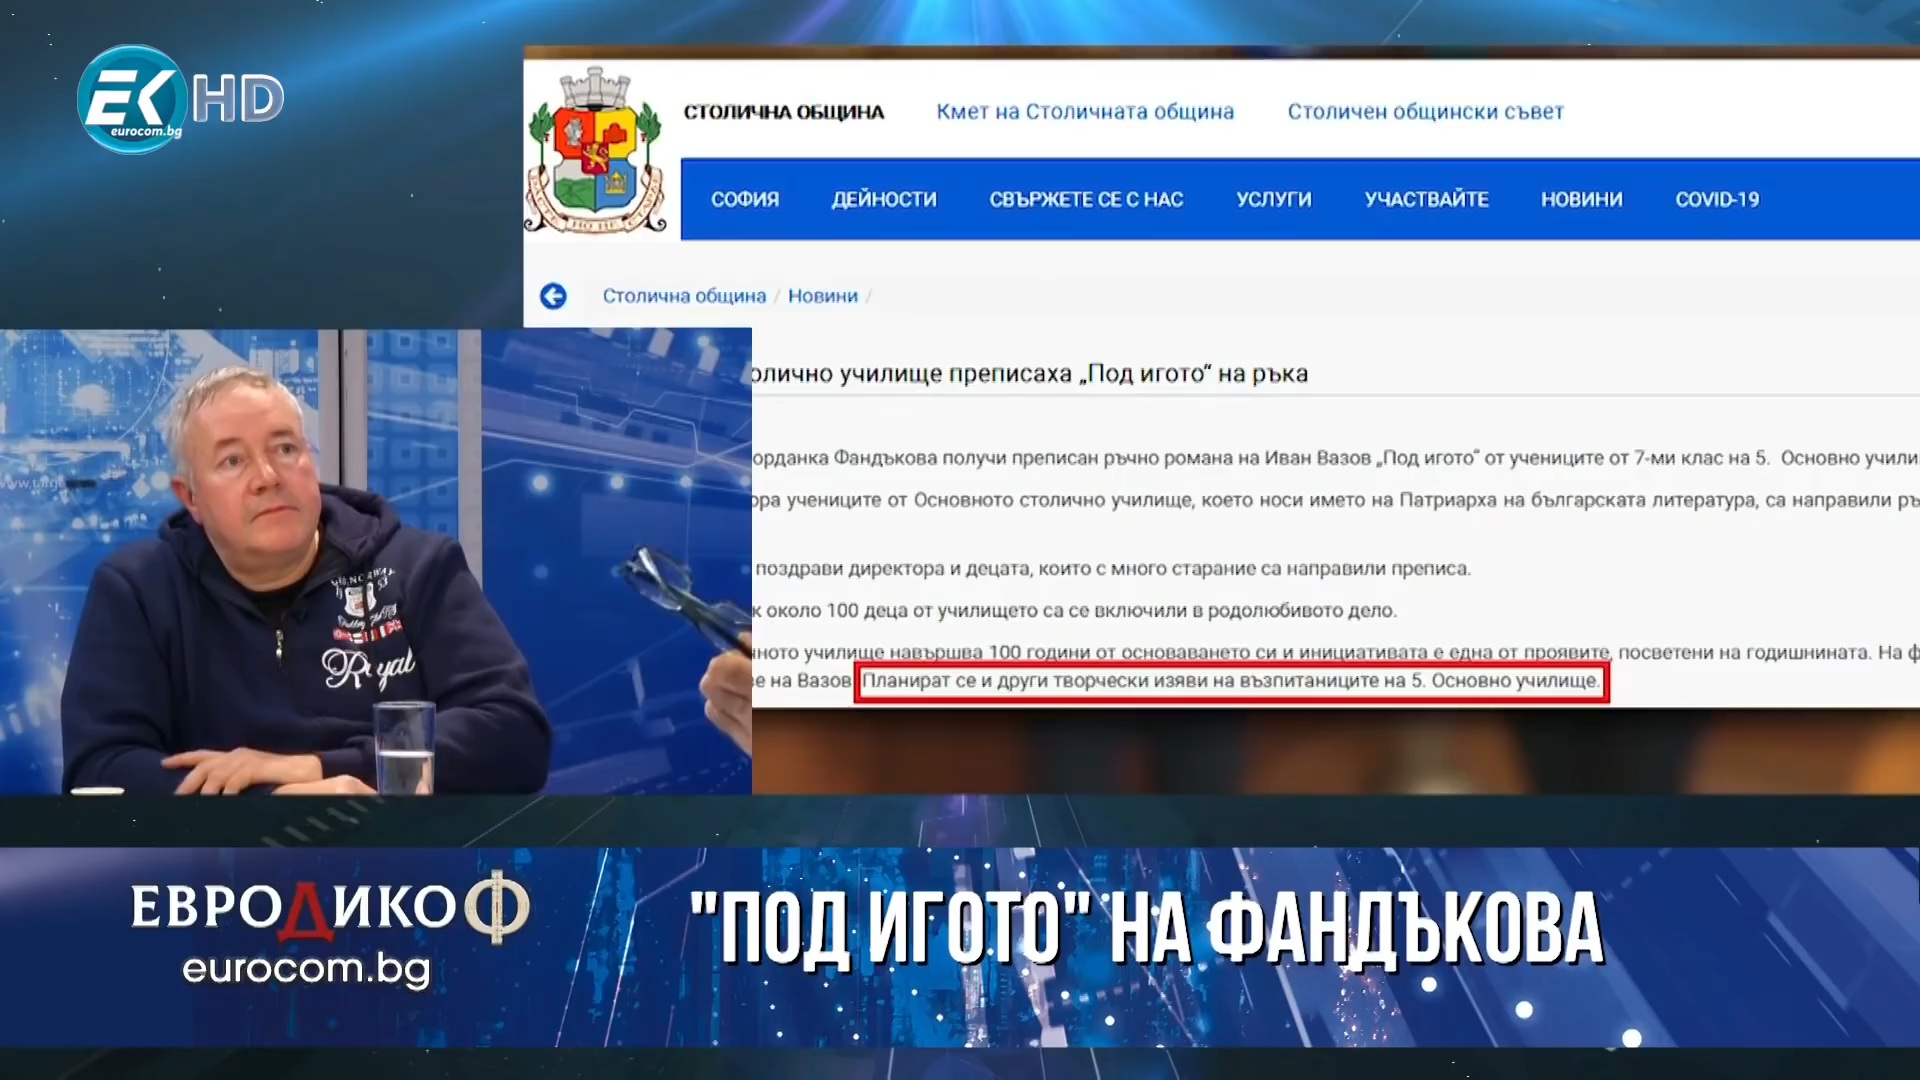 EK HD
eurocom.bg
СТОЛИЧНА ОБЩИНА Кмет на Столичната община Столичен общински съвет
СОФИЯ ДЕЙНОСТИ СВЪРЖЕТЕ СЕ С НАС УСЛУГИ УЧАСТВАЙТЕ НОВИНИ COVID-19
Столична община / Новини /
олично училище преписаха „Под игото“ на ръка
орданка Фандъкова получи преписан ръчно романа на Иван Вазов „Под игото“ от учениците от 7-ми клас на 5. Основно учили
ора учениците от Основното столично училище, което носи името на Патриарха на българската литература, са направили ръ
поздрави директора и децата, които с много старание са направили преписа.
к около 100 деца от училището са се включили в родолюбивото дело.
ното училище навършва 100 години от основаването си и инициативата е една от проявите, посветени на годишнината. На ф
е на Вазов. Планират се и други творчески изяви на възпитаниците на 5. Основно училище.
Royal
ЕВРОДИКОФ
eurocom.bg
"ПОД ИГОТО" НА ФАНДЪКОВА